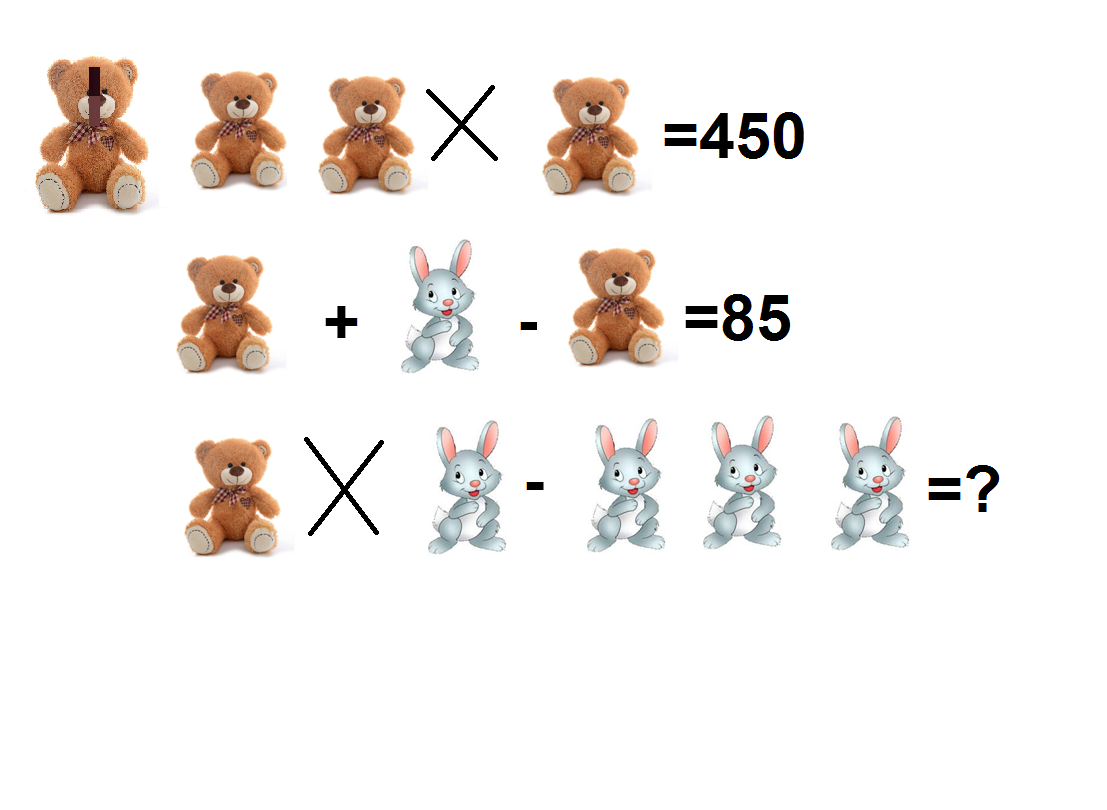 X =450
+ - =85
X - =?